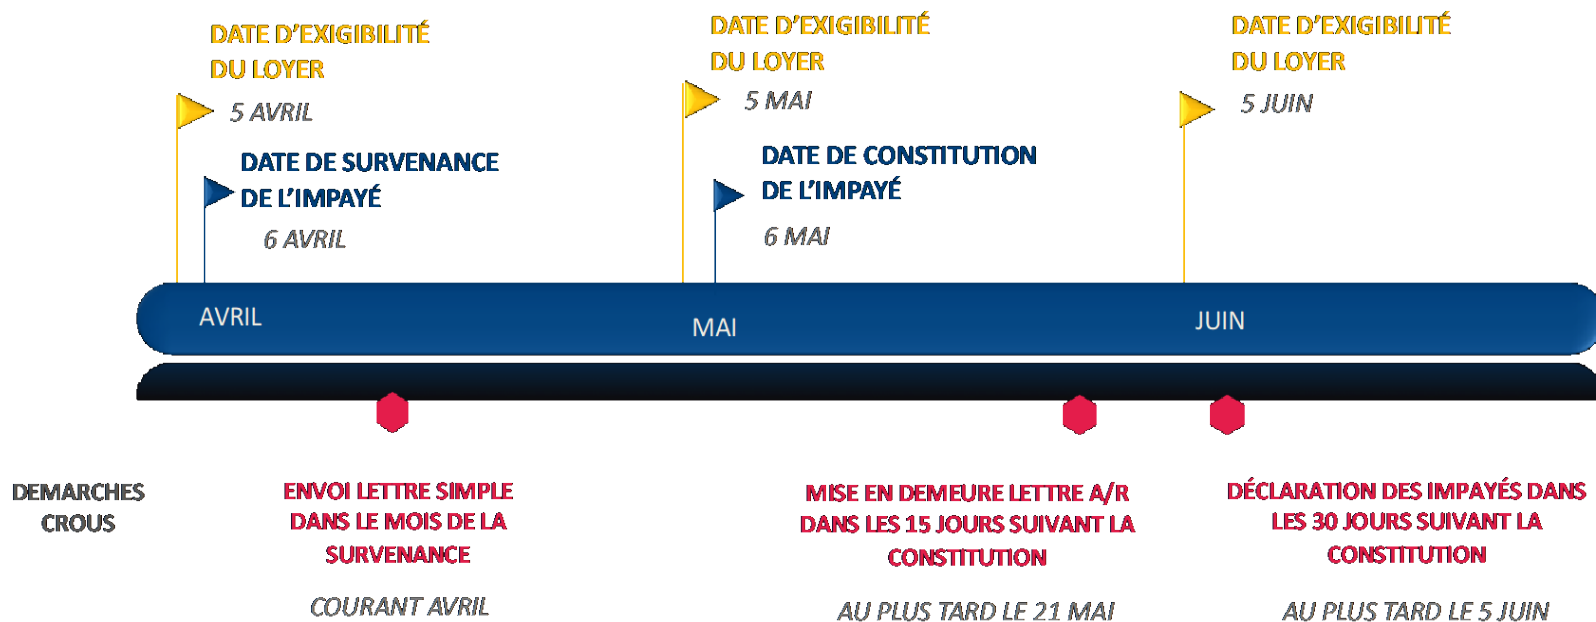 DATE D'EXIGIBILITÉ
DU LOYER
5 AVRIL
DATE DE SURVENANCE
DE L'IMPAYÉ
6 AVRIL
DATE D'EXIGIBILITÉ
DU LOYER
5 MAI
DATE DE CONSTITUTION
DE L'IMPAYÉ
6 MAI
DATE D'EXIGIBILITÉ
DU LOYER
5 JUIN
AVRIL
MAI
JUIN
DEMARCHES
CROUS
ENVOI LETTRE SIMPLE
DANS LE MOIS DE LA
SURVENANCE
COURANT AVRIL
MISE EN DEMEURE LETTRE A/R
DANS LES 15 JOURS SUIVANT LA
CONSTITUTION
AU PLUS TARD LE 21 MAI
DÉCLARATION DES IMPAYÉS DANS
LES 30 JOURS SUIVANT LA
CONSTITUTION
AU PLUS TARD LE 5 JUIN